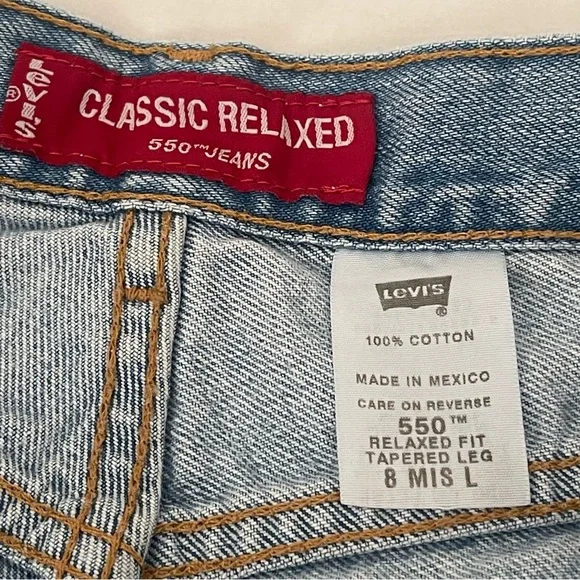 LEVI'S®
CLASSIC RELAXED
550™ JEANS
LEVI'S
®
100% COTTON
MADE IN MEXICO
CARE ON REVERSE
550™
RELAXED FIT
TAPERED LEG
8 MIS L